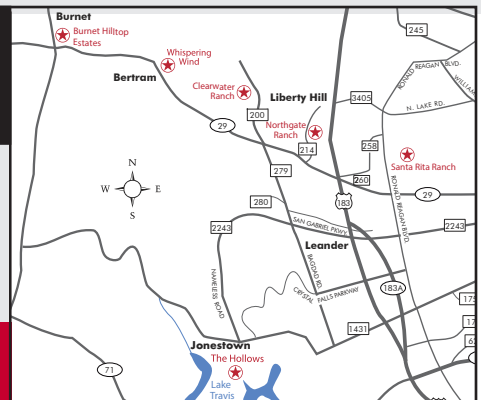 Burnet
Burnet Hilltop
Estates
Whispering
Wind
Bertram
Clearwater
Ranch
Liberty Hill
Northgate
Ranch
245
RONALD REAGAN BLVD.
N. LAKE RD.
3405
200
29
258
214
Santa Rita Ranch
279
260
N
W
E
S
280
183
29
RONALD REAGAN BLVD.
2243
SAN GABRIEL PKWY.
2243
Leander
BAGDAD RD.
NAMELESS ROAD
CRYSTAL FALLS PARKWAY
183A
1431
Jonestown
The Hollows
71
Lake
Travis